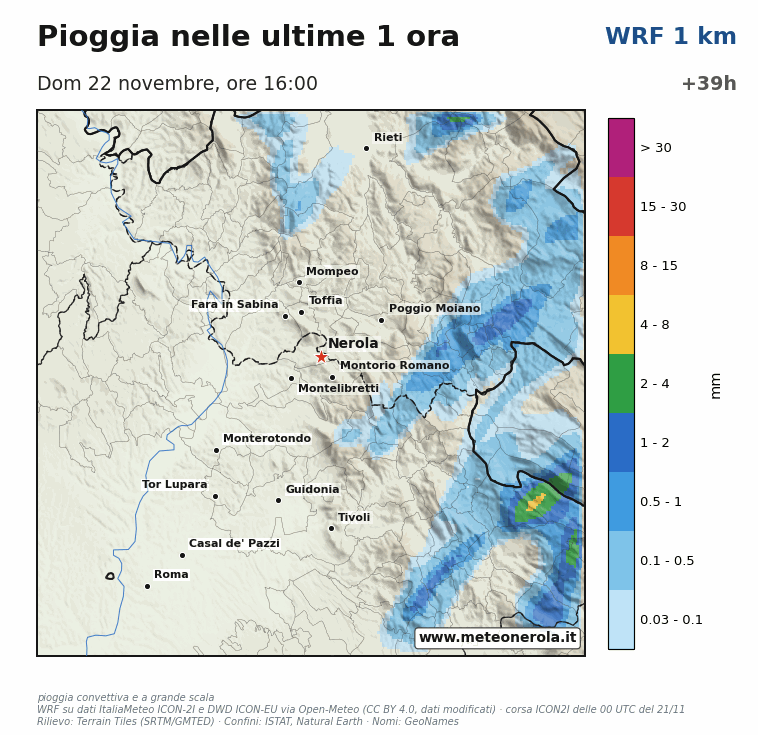 Pioggia nelle ultime 1 ora
WRF 1 km
Dom 22 novembre, ore 16:00
+39h
Rieti
Mompeo
Fara in Sabina
Toffia
Poggio Moiano
Nerola
Montorio Romano
Montelibretti
Monterotondo
Tor Lupara
Guidonia
Tivoli
Casal de' Pazzi
Roma
www.meteonerola.it
> 30
15 - 30
8 - 15
4 - 8
2 - 4
1 - 2
0.5 - 1
0.1 - 0.5
0.03 - 0.1
mm
pioggia convettiva e a grande scala
WRF su dati ItaliaMeteo ICON-2I e DWD ICON-EU via Open-Meteo (CC BY 4.0, dati modificati) · corsa ICON2I delle 00 UTC del 21/11
Rilievo: Terrain Tiles (SRTM/GMTED) · Confini: ISTAT, Natural Earth · Nomi: GeoNames